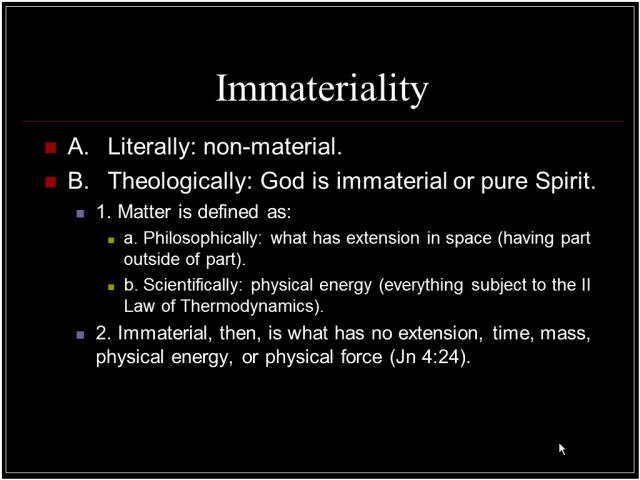 Immateriality
A. Literally: non-material.
B. Theologically: God is immaterial or pure Spirit.
1. Matter is defined as:
a. Philosophically: what has extension in space (having part
outside of part).
b. Scientifically: physical energy (everything subject to the II
Law of Thermodynamics).
2. Immaterial, then, is what has no extension, time, mass,
physical energy, or physical force (Jn 4:24).